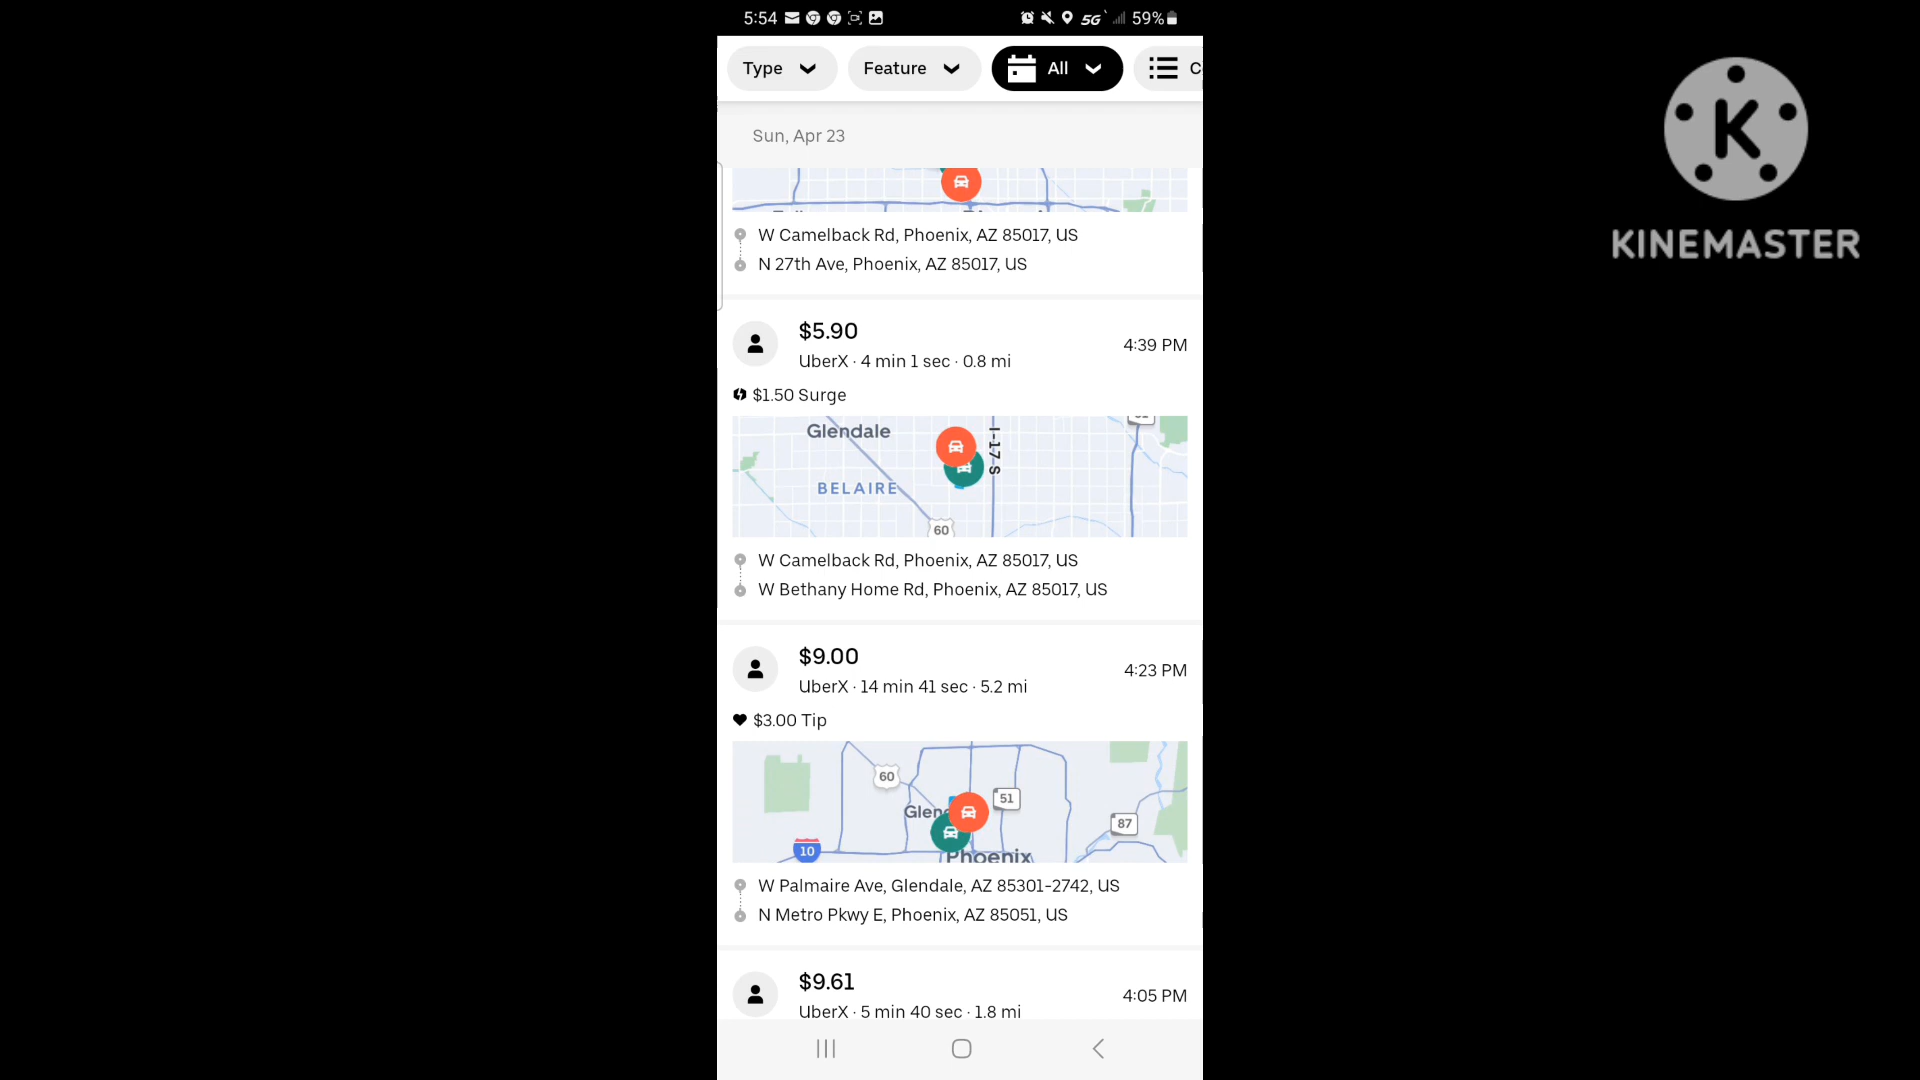 5:54 5G 59%
Type Feature All C
Sun, Apr 23
W Camelback Rd, Phoenix, AZ 85017, US
N 27th Ave, Phoenix, AZ 85017, US
$5.90
4:39 PM
UberX · 4 min 1 sec · 0.8 mi
$1.50 Surge
Glendale
I-17 S
BELAIRE
60
W Camelback Rd, Phoenix, AZ 85017, US
W Bethany Home Rd, Phoenix, AZ 85017, US
$9.00
4:23 PM
UberX · 14 min 41 sec · 5.2 mi
$3.00 Tip
60
51
Glen
87
10
Phoenix
W Palmaire Ave, Glendale, AZ 85301-2742, US
N Metro Pkwy E, Phoenix, AZ 85051, US
$9.61
4:05 PM
UberX · 5 min 40 sec · 1.8 mi
K
KINEMASTER